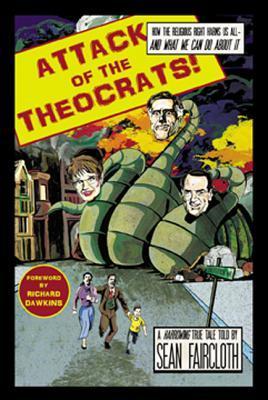 HOW THE RELIGIOUS RIGHT HARMS US ALL-
AND WHAT WE CAN DO ABOUT IT
ATTACK
OF THE
THEOCRATS!
FOREWORD
BY
RICHARD
DAWKINS
A HARROWING TRUE TALE TOLD BY
SEAN FAIRCLOTH